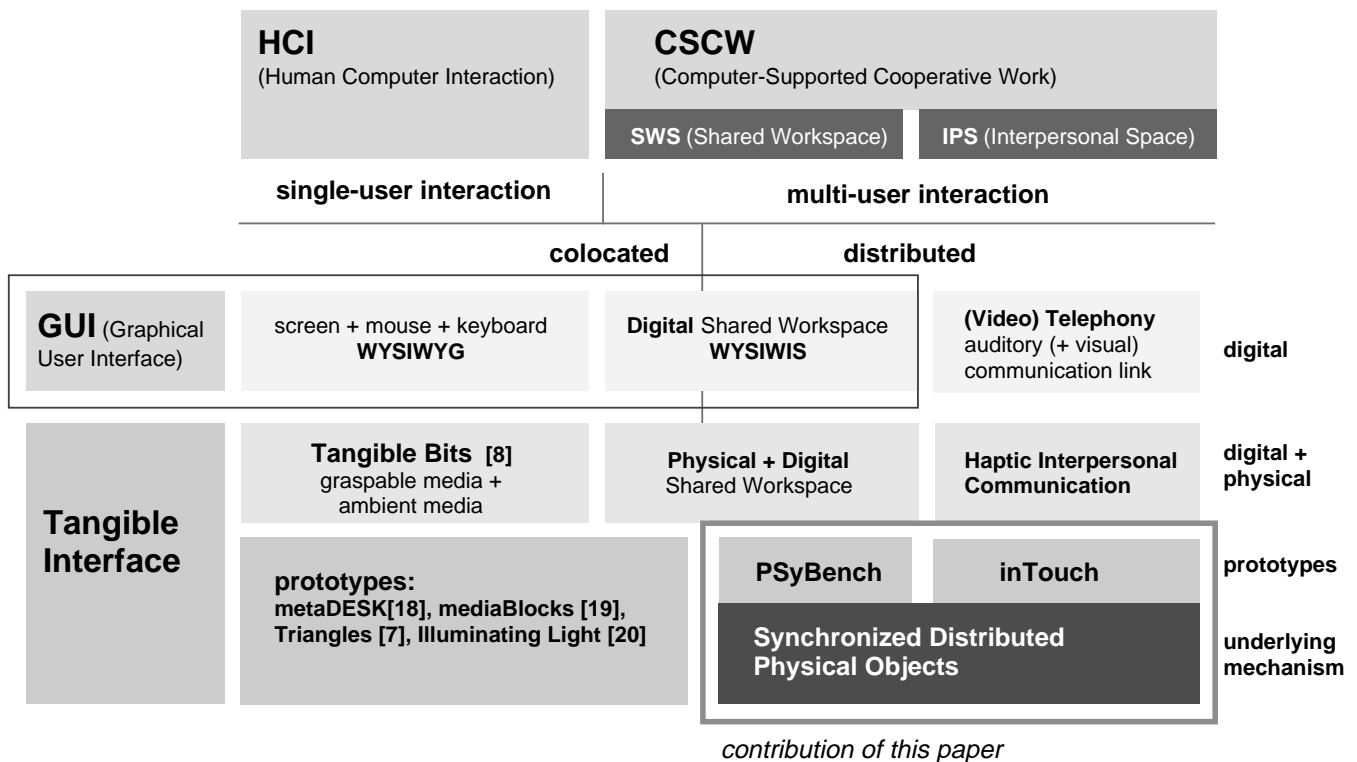 HCI
(Human Computer Interaction)
CSCW
(Computer-Supported Cooperative Work)
SWS (Shared Workspace)
IPS (Interpersonal Space)
single-user interaction
multi-user interaction
colocated
distributed
GUI (Graphical
User Interface)
screen + mouse + keyboard
WYSIWYG
Digital Shared Workspace
WYSIWIS
(Video) Telephony
auditory (+ visual)
communication link
digital
Tangible
Interface
Tangible Bits [8]
graspable media +
ambient media
Physical + Digital
Shared Workspace
Haptic Interpersonal
Communication
digital +
physical
prototypes:
metaDESK[18], mediaBlocks [19],
Triangles [7], Illuminating Light [20]
PSyBench
inTouch
prototypes
Synchronized Distributed
Physical Objects
underlying
mechanism
contribution of this paper